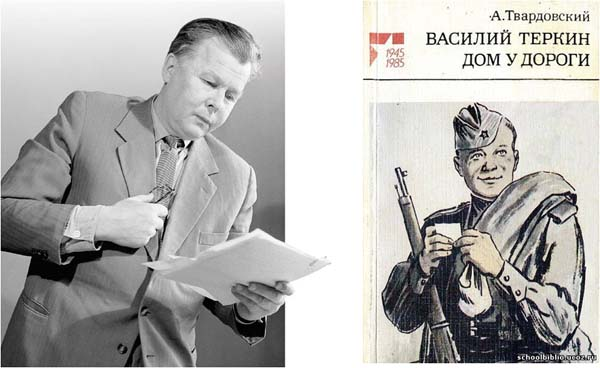 А.Твардовский
1945
1985
ВАСИЛИЙ ТЕРКИН
ДОМ У ДОРОГИ
schoolbiblio.ucoz.ru